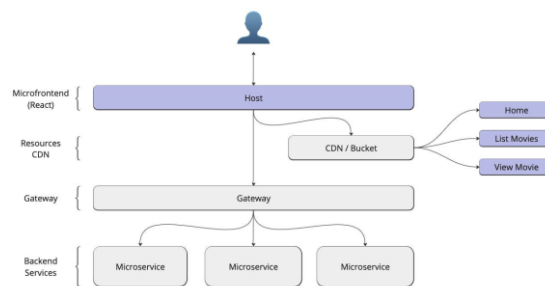 Microfrontend
(React)
Host
Home
Resources
CDN
CDN / Bucket
List Movies
View Movie
Gateway
Gateway
Backend
Services
Microservice
Microservice
Microservice